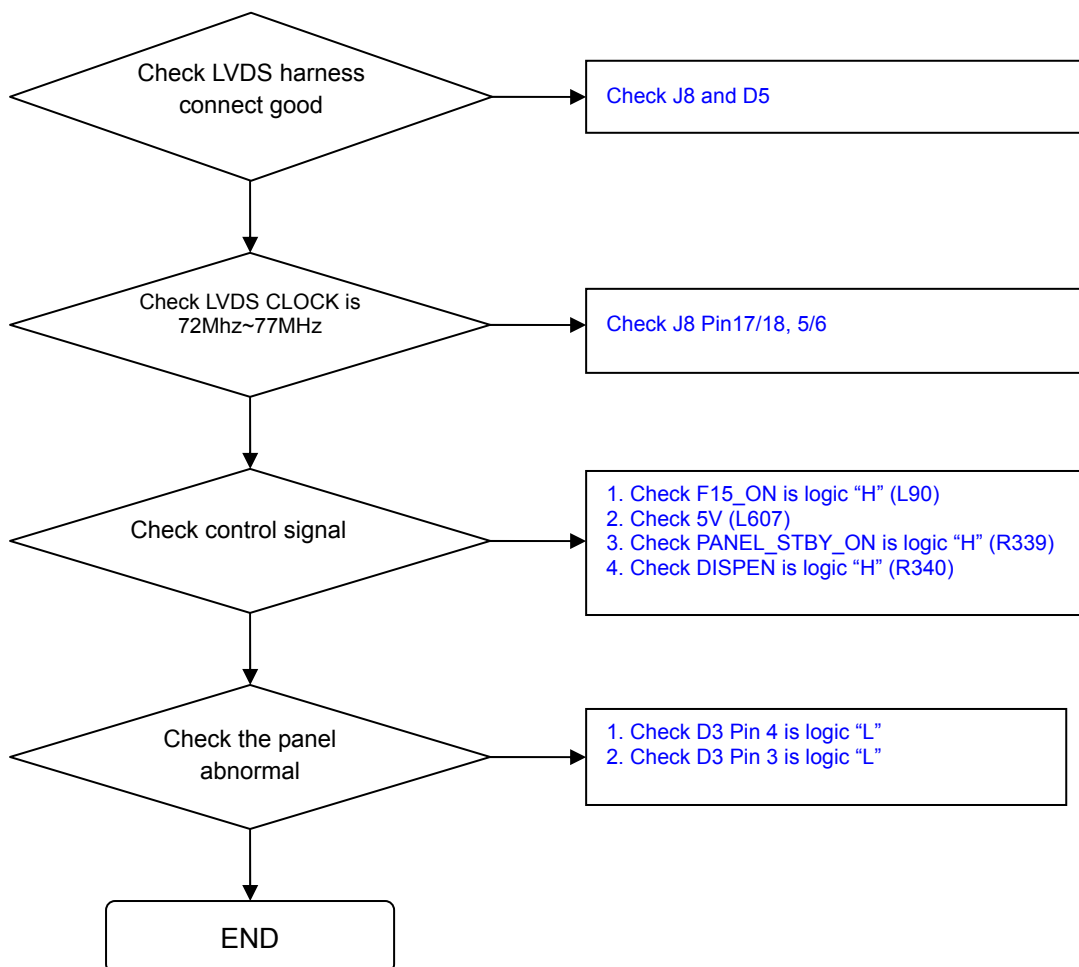 Check LVDS harness
connect good
Check J8 and D5
Check LVDS CLOCK is
72Mhz~77MHz
Check J8 Pin17/18, 5/6
Check control signal
1. Check F15_ON is logic “H” (L90)
2. Check 5V (L607)
3. Check PANEL_STBY_ON is logic “H” (R339)
4. Check DISPEN is logic “H” (R340)
Check the panel
abnormal
1. Check D3 Pin 4 is logic “L”
2. Check D3 Pin 3 is logic “L”
END